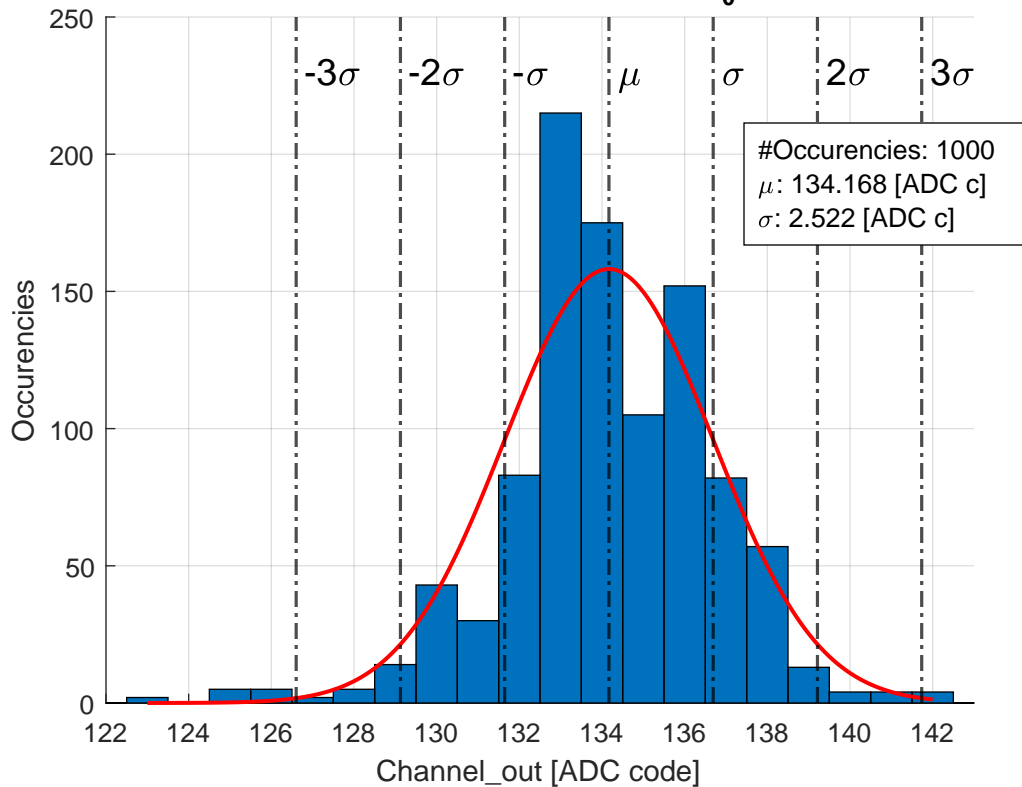 250
200
150
100
50
0
-3σ -2σ -σ μ σ 2σ 3σ
#Occurencies: 1000
μ: 134.168 [ADC c]
σ: 2.522 [ADC c]
Occurencies
122 124 126 128 130 132 134 136 138 140 142
Channel_out [ADC code]